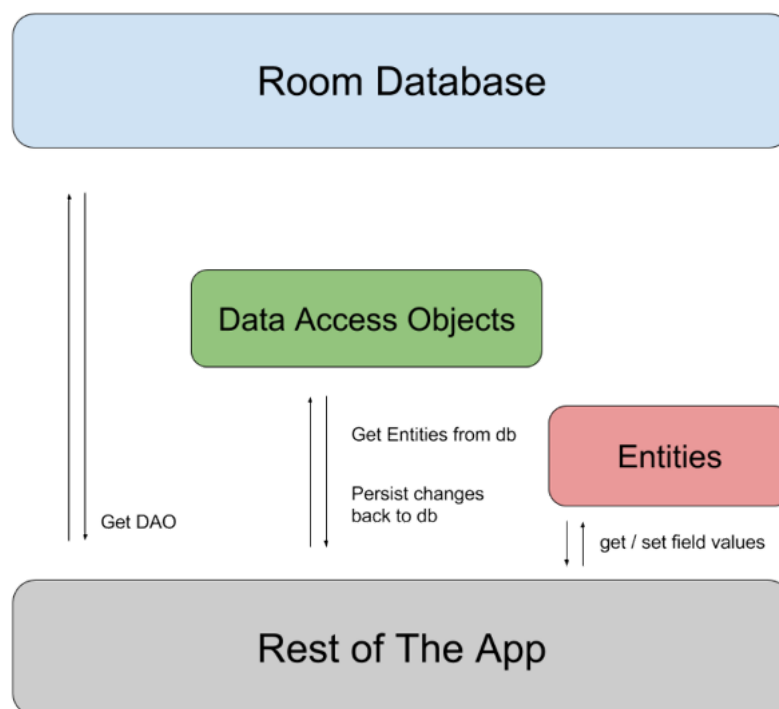 Room Database
Data Access Objects
Get Entities from db
Persist changes
back to db
Entities
Get DAO
get / set field values
Rest of The App